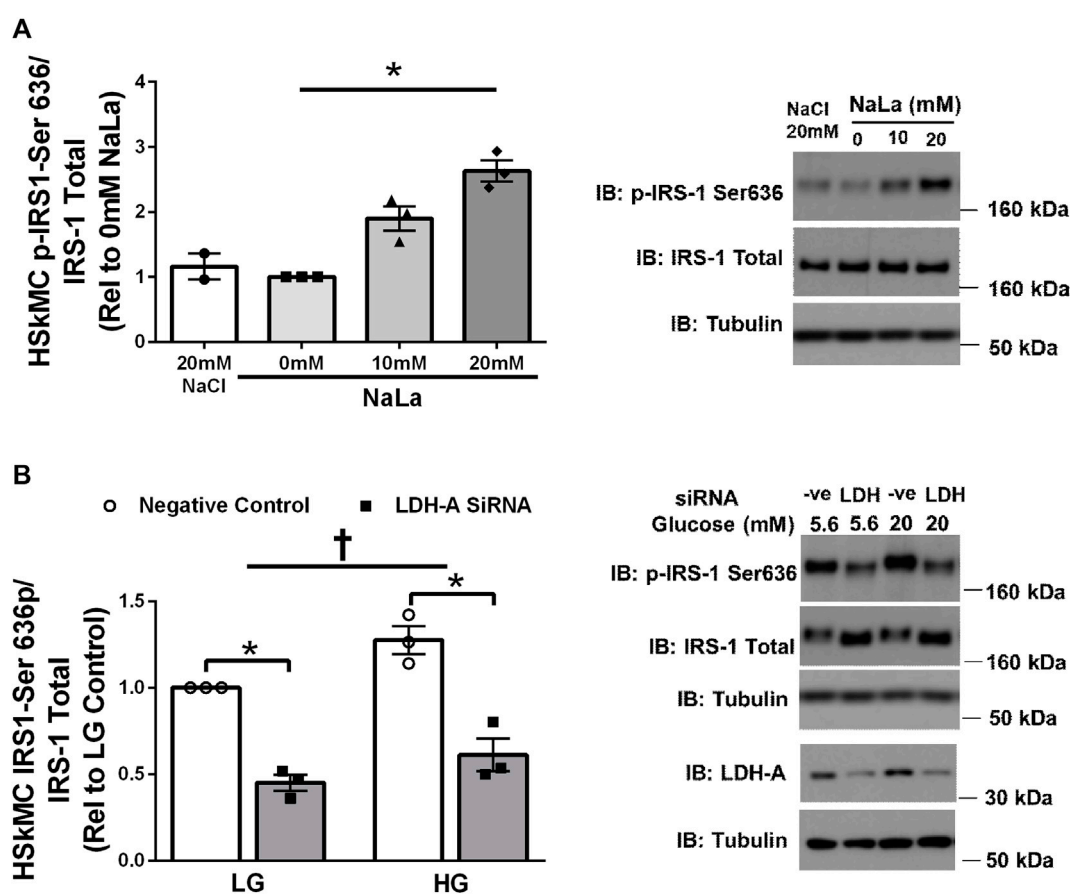 A
HSkMC p-IRS1-Ser 636/
IRS-1 Total
(Rel to 0mM NaLa)
4
3
2
1
0
*
20mM
NaCl
0mM
10mM
20mM
NaLa
NaCl
20mM
NaLa (mM)
0 10 20
IB: p-IRS-1 Ser636
160 kDa
IB: IRS-1 Total
160 kDa
IB: Tubulin
50 kDa
B
Negative Control
LDH-A SiRNA
HSkMC IRS1-Ser 636p/
IRS-1 Total
(Rel to LG Control)
1.5
1.0
0.5
0.0
*
†
*
LG
HG
siRNA -ve LDH -ve LDH
Glucose (mM) 5.6 5.6 20 20
IB: p-IRS-1 Ser636
160 kDa
IB: IRS-1 Total
160 kDa
IB: Tubulin
50 kDa
IB: LDH-A
30 kDa
IB: Tubulin
50 kDa